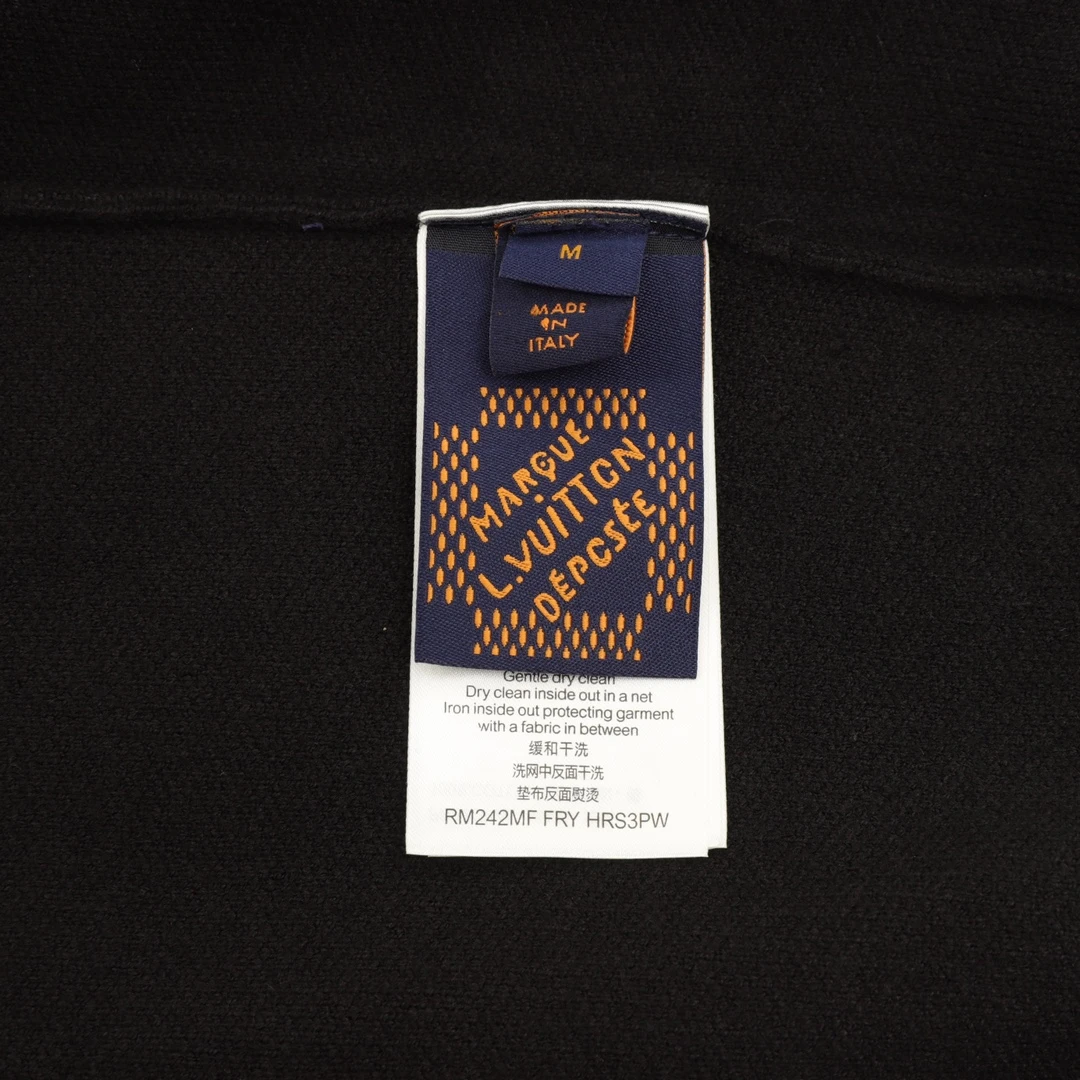 M
MADE
IN
ITALY
MARQUE
L.VUITTON
DÉPOSÉE
Gentle dry clean
Dry clean inside out in a net
Iron inside out protecting garment
with a fabric in between
缓和干洗
洗网中反面干洗
垫布反面熨烫
RM242MF FRY HRS3PW